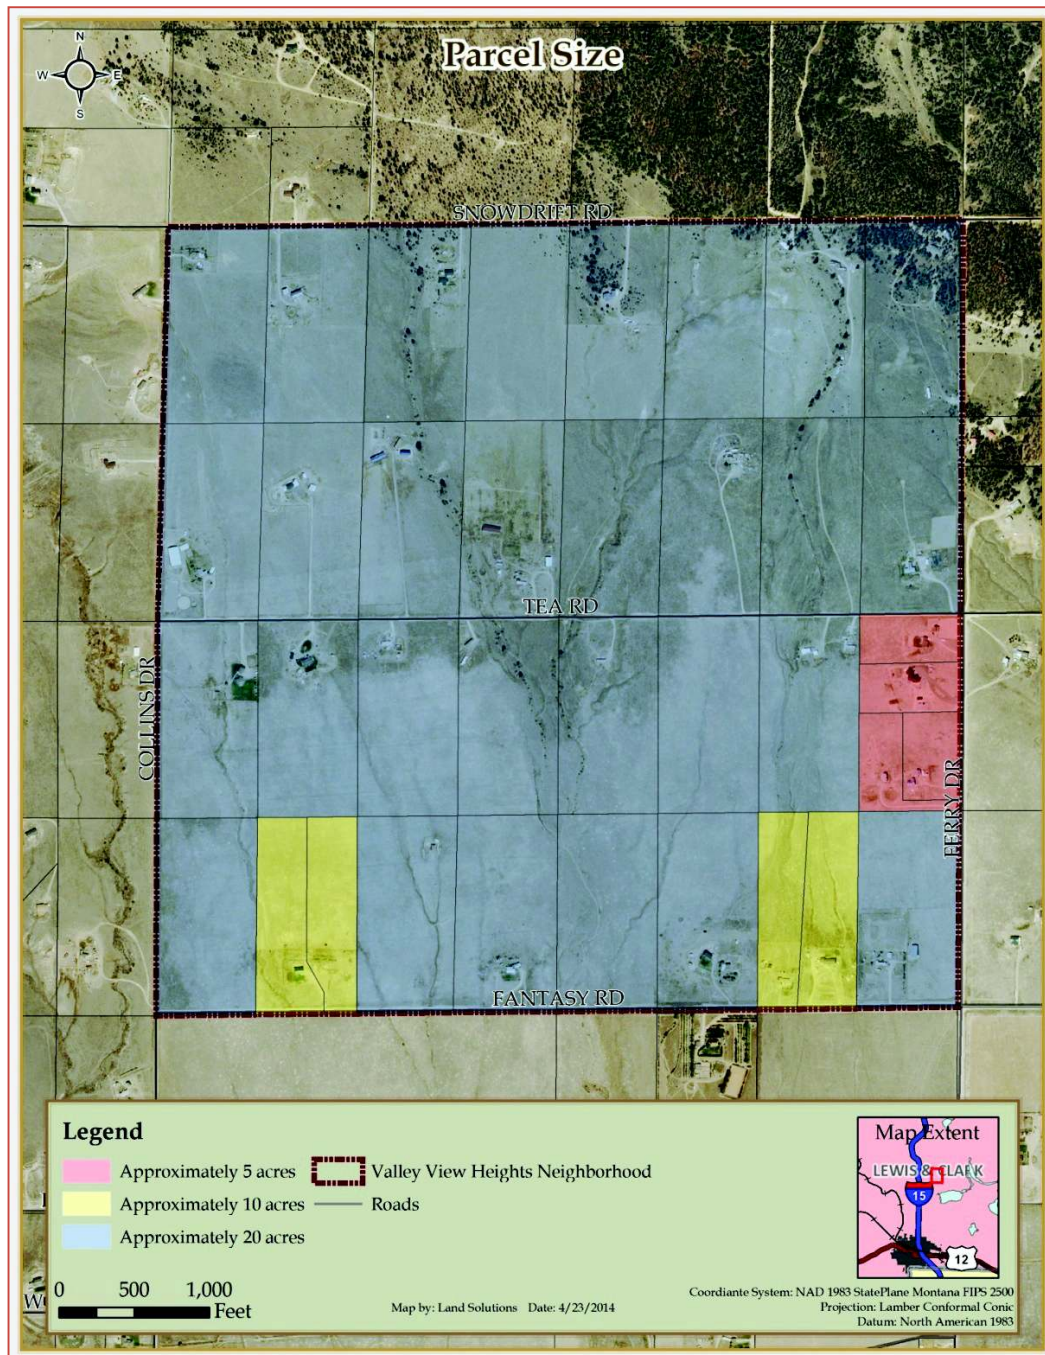 Parcel Size
N
W E
S
SNOWDRIFT RD
TEA RD
COLLINS DR
FERRY DR
FANTASY RD
Legend
Approximately 5 acres
Approximately 10 acres
Approximately 20 acres
Valley View Heights Neighborhood
Roads
0 500 1,000
Feet
Map by: Land Solutions Date: 4/23/2014
Map Extent
LEWIS & CLARK
15
12
Coordiante System: NAD 1983 StatePlane Montana FIPS 2500
Projection: Lamber Conformal Conic
Datum: North American 1983